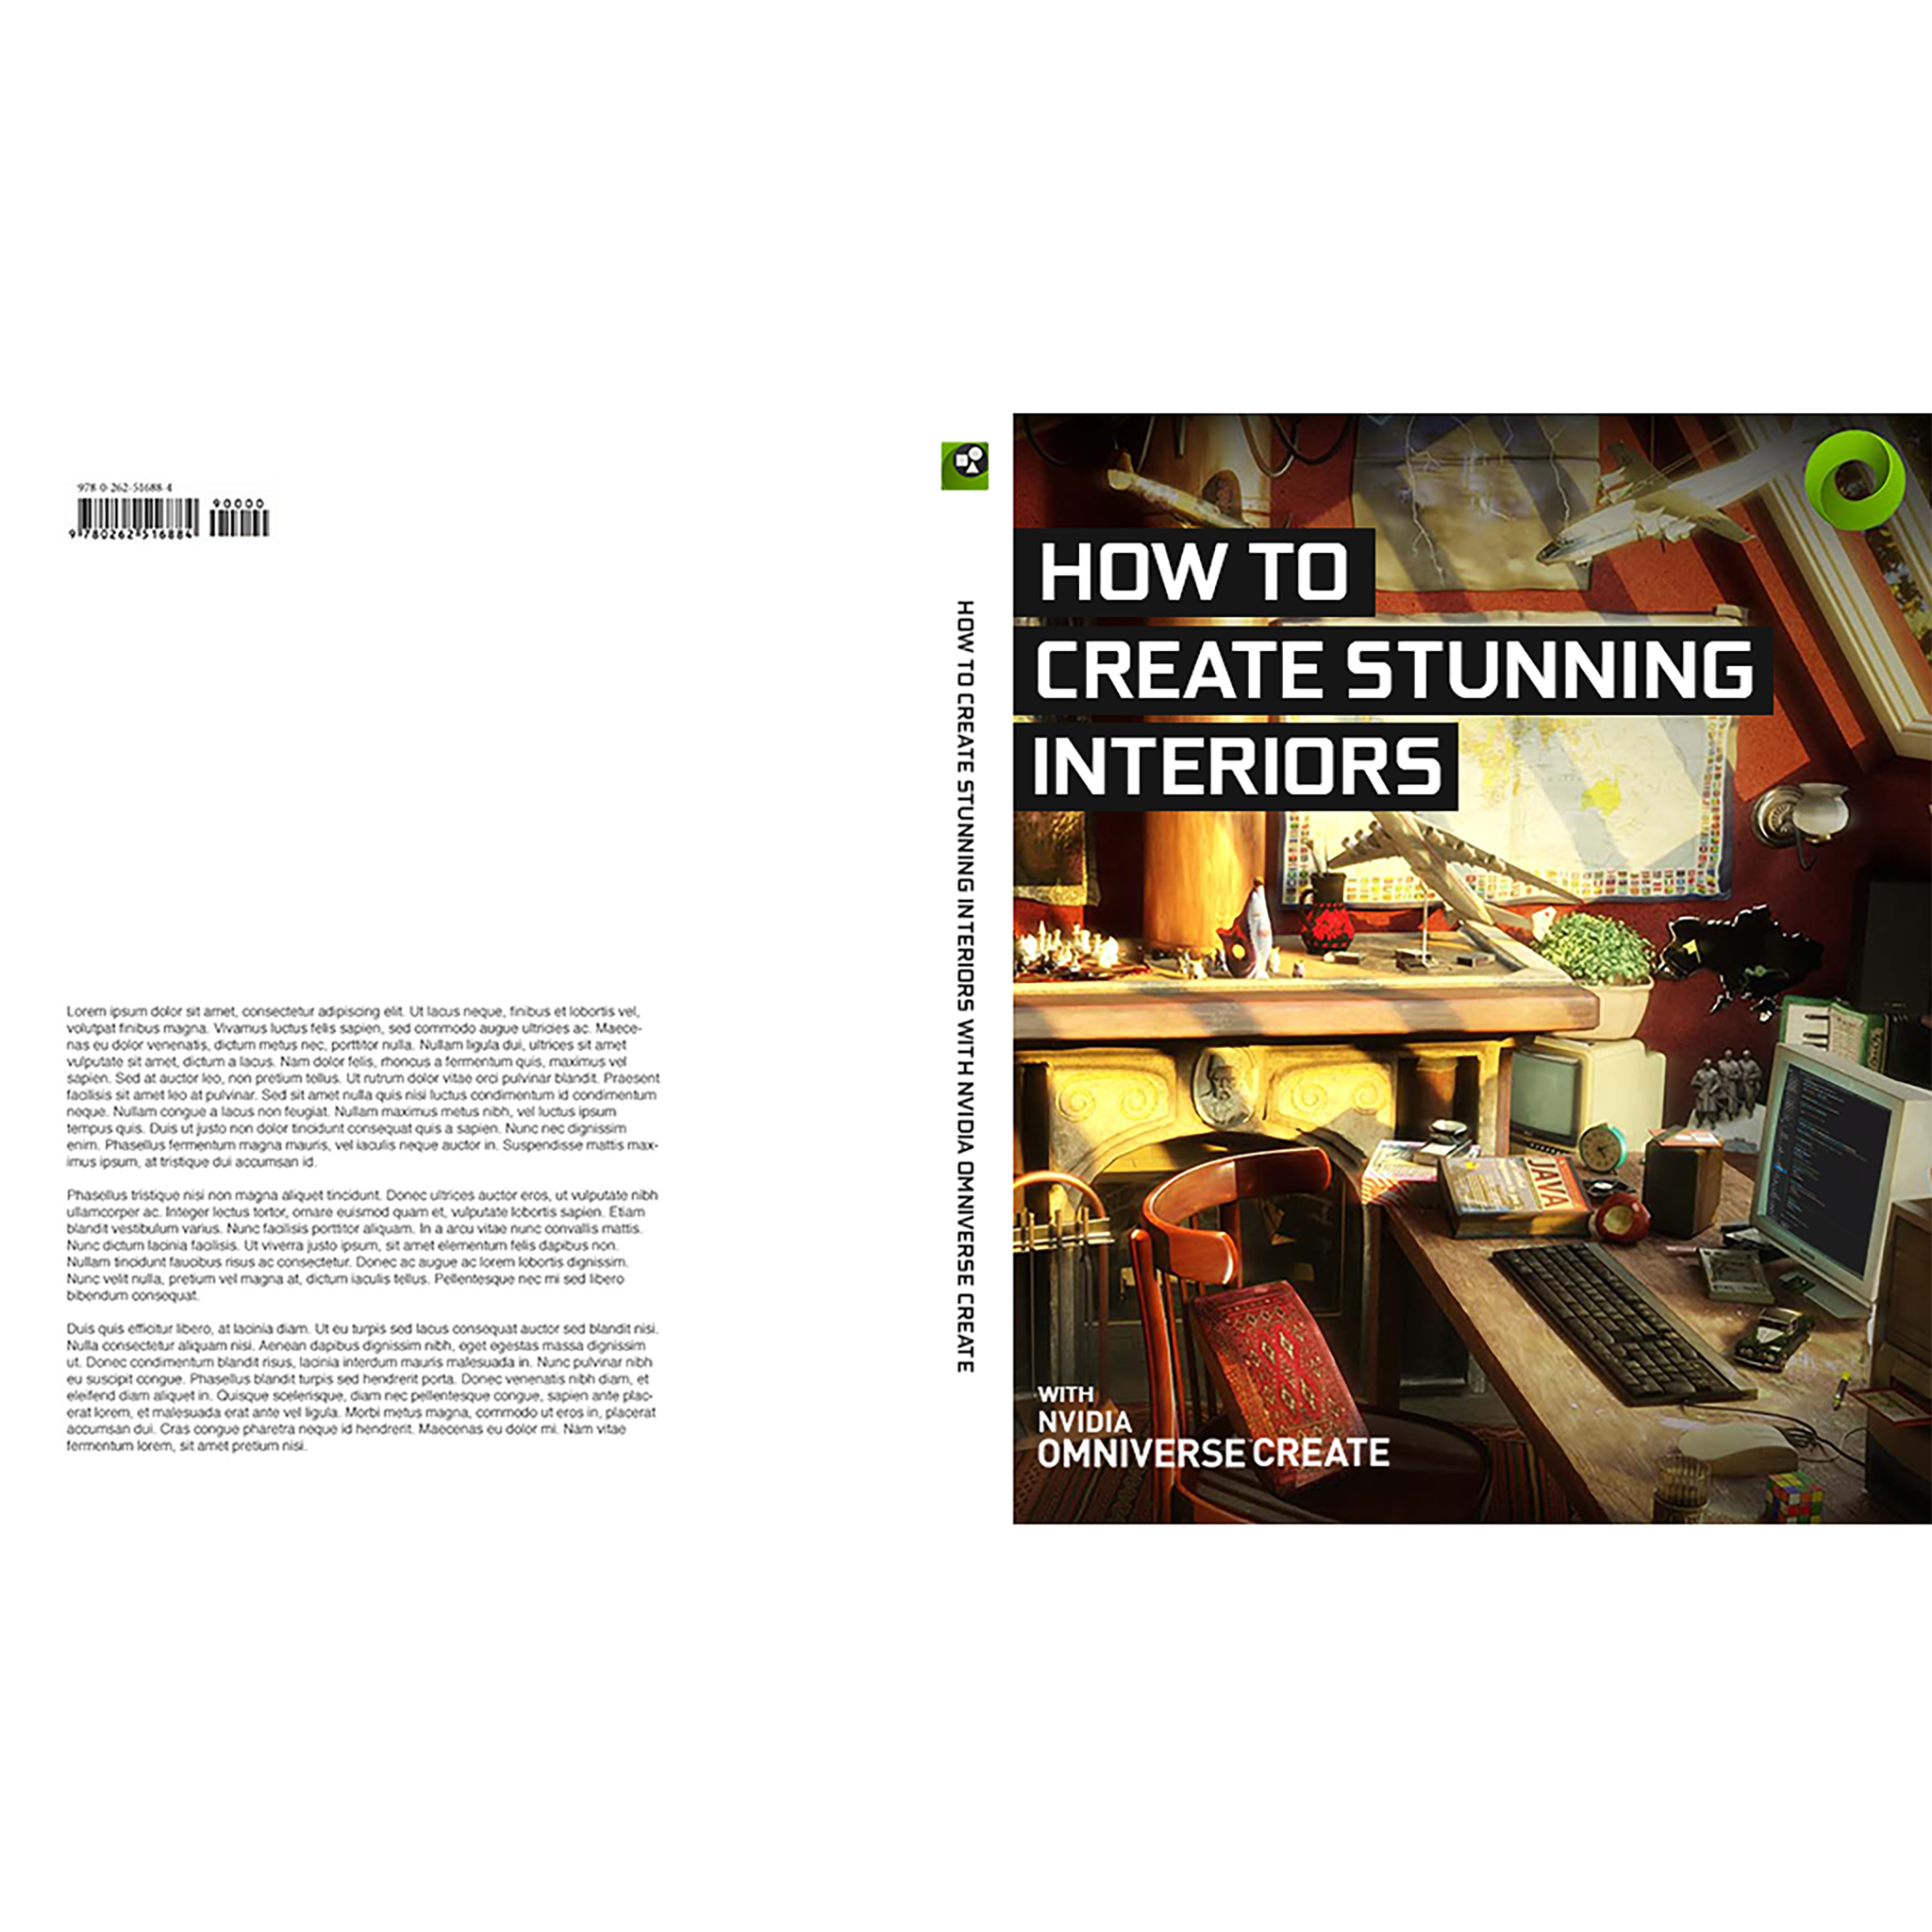 978-0-262-51688-4
90000
9 780262 516884
Lorem ipsum dolor sit amet, consectetur adipiscing elit. Ut lacus neque, finibus et lobortis vel,
volutpat finibus magna. Vivamus luctus felis sapien, sed commodo augue ultricies ac. Maece-
nas eu dolor venenatis, dictum metus nec, porttitor nulla. Nullam ligula dui, ultrices sit amet
vulputate sit amet, dictum a lacus. Nam dolor felis, rhoncus a fermentum quis, maximus vel
sapien. Sed at auctor leo, non pretium tellus. Ut rutrum dolor vitae orci pulvinar blandit. Praesent
facilisis sit amet leo at pulvinar. Sed sit amet nulla quis nisi luctus condimentum id condimentum
neque. Nullam congue a lacus non feugiat. Nullam maximus metus nibh, vel luctus ipsum
tempus quis. Duis ut justo non dolor tincidunt consequat quis a sapien. Nunc nec dignissim
enim. Phasellus fermentum magna mauris, vel iaculis neque auctor in. Suspendisse mattis max-
imus ipsum, at tristique dui accumsan id.
Phasellus tristique nisi non magna aliquet tincidunt. Donec ultrices auctor eros, ut vulputate nibh
ullamcorper ac. Integer lectus tortor, ornare euismod quam et, vulputate lobortis sapien. Etiam
blandit vestibulum varius. Nunc facilisis porttitor aliquam. In a arcu vitae nunc convallis mattis.
Nunc dictum lacinia facilisis. Ut viverra justo ipsum, sit amet elementum felis dapibus non.
Nullam tincidunt faucibus risus ac consectetur. Donec ac augue ac lorem lobortis dignissim.
Nunc velit nulla, pretium vel magna at, dictum iaculis tellus. Pellentesque nec mi sed libero
bibendum consequat.
Duis quis efficitur libero, at lacinia diam. Ut eu turpis sed lacus consequat auctor sed blandit nisi.
Nulla consectetur aliquam nisi. Aenean dapibus dignissim nibh, eget egestas massa dignissim
ut. Donec condimentum blandit risus, lacinia interdum mauris malesuada in. Nunc pulvinar nibh
eu suscipit congue. Phasellus blandit turpis sed hendrerit porta. Donec venenatis nibh diam, et
eleifend diam aliquet in. Quisque scelerisque, diam nec pellentesque congue, sapien ante plac-
erat lorem, et malesuada erat ante vel ligula. Morbi metus magna, commodo ut eros in, placerat
accumsan dui. Cras congue pharetra neque id hendrerit. Maecenas eu dolor mi. Nam vitae
fermentum lorem, sit amet pretium nisi.
HOW TO CREATE STUNNING INTERIORS WITH NVIDIA OMNIVERSE CREATE
HOW TO
CREATE STUNNING
INTERIORS
JAVA
WITH
NVIDIA
OMNIVERSE CREATE